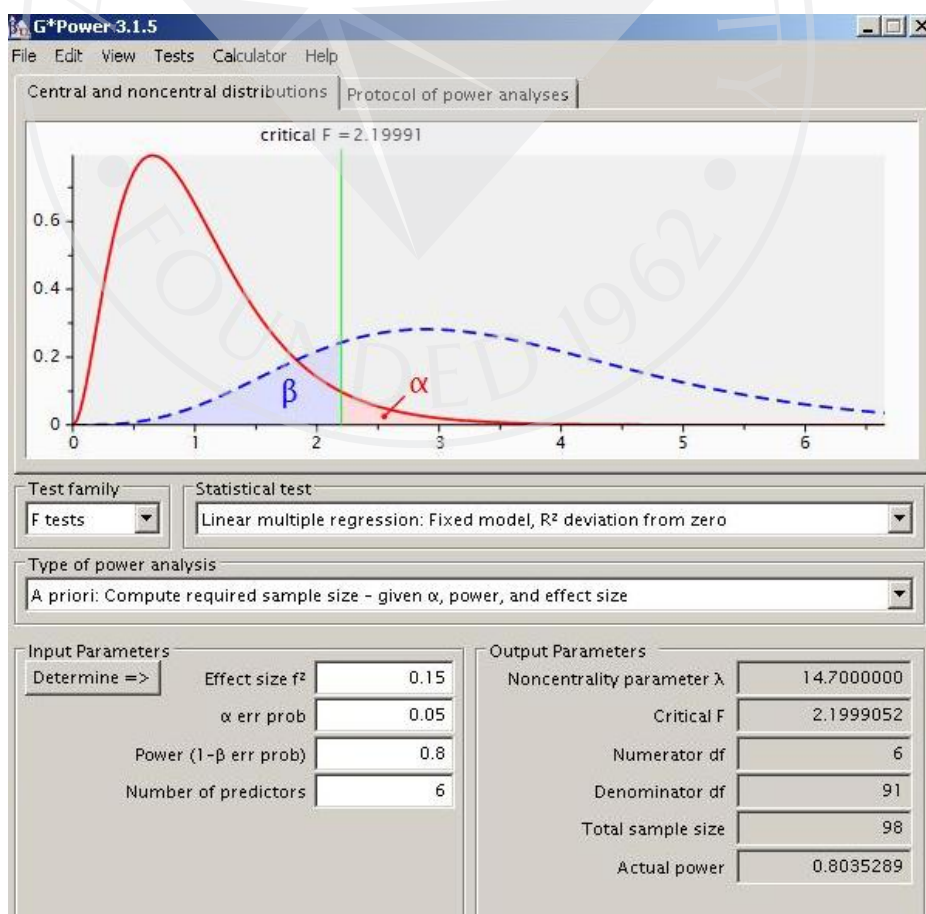 G*Power 3.1.5
File Edit View Tests Calculator Help
Central and noncentral distributions Protocol of power analyses
critical F = 2.19991
0.6
0.4
0.2
0
β
α
0 1 2 3 4 5 6
Test family
Statistical test
F tests
Linear multiple regression: Fixed model, R² deviation from zero
Type of power analysis
A priori: Compute required sample size – given α, power, and effect size
Input Parameters
Output Parameters
Determine => Effect size f² 0.15 Noncentrality parameter λ 14.7000000
α err prob 0.05 Critical F 2.1999052
Power (1-β err prob) 0.8 Numerator df 6
Number of predictors 6 Denominator df 91
Total sample size 98
Actual power 0.8035289
FOUNDED 1962
ITY